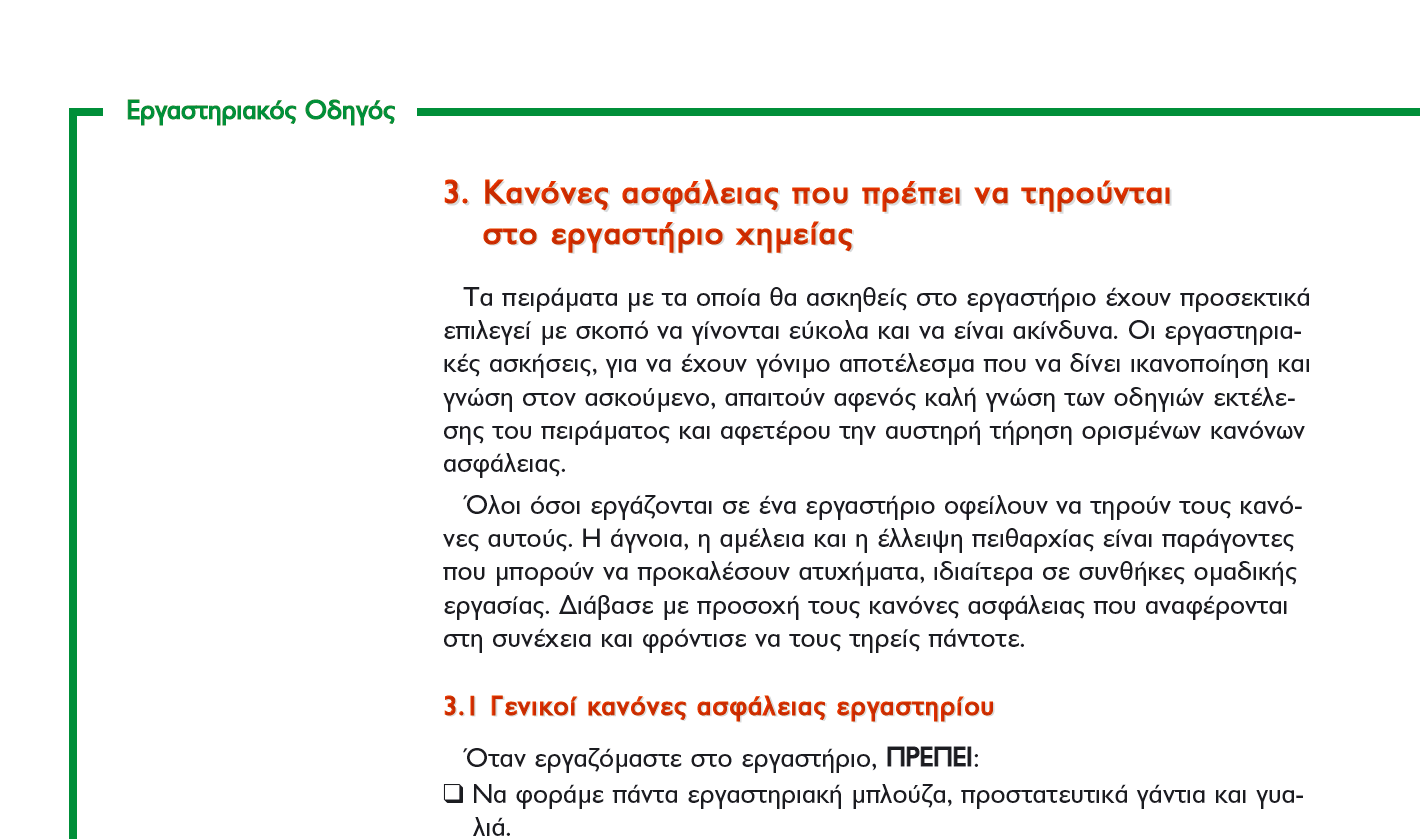 Εργαστηριακός Οδηγός
3. Κανόνες ασφάλειας που πρέπει να τηρούνται
στο εργαστήριο χημείας
Τα πειράματα με τα οποία θα ασκηθείς στο εργαστήριο έχουν προσεκτικά
επιλεγεί με σκοπό να γίνονται εύκολα και να είναι ακίνδυνα. Οι εργαστηρια-
κές ασκήσεις, για να έχουν γόνιμο αποτέλεσμα που να δίνει ικανοποίηση και
γνώση στον ασκούμενο, απαιτούν αφενός καλή γνώση των οδηγιών εκτέλε-
σης του πειράματος και αφετέρου την αυστηρή τήρηση ορισμένων κανόνων
ασφάλειας.
Όλοι όσοι εργάζονται σε ένα εργαστήριο οφείλουν να τηρούν τους κανό-
νες αυτούς. Η άγνοια, η αμέλεια και η έλλειψη πειθαρχίας είναι παράγοντες
που μπορούν να προκαλέσουν ατυχήματα, ιδιαίτερα σε συνθήκες ομαδικής
εργασίας. Διάβασε με προσοχή τους κανόνες ασφάλειας που αναφέρονται
στη συνέχεια και φρόντισε να τους τηρείς πάντοτε.
3.1 Γενικοί κανόνες ασφάλειας εργαστηρίου
Όταν εργαζόμαστε στο εργαστήριο, ΠΡΕΠΕΙ:
❑ Να φοράμε πάντα εργαστηριακή μπλούζα, προστατευτικά γάντια και γυα-
λιά.